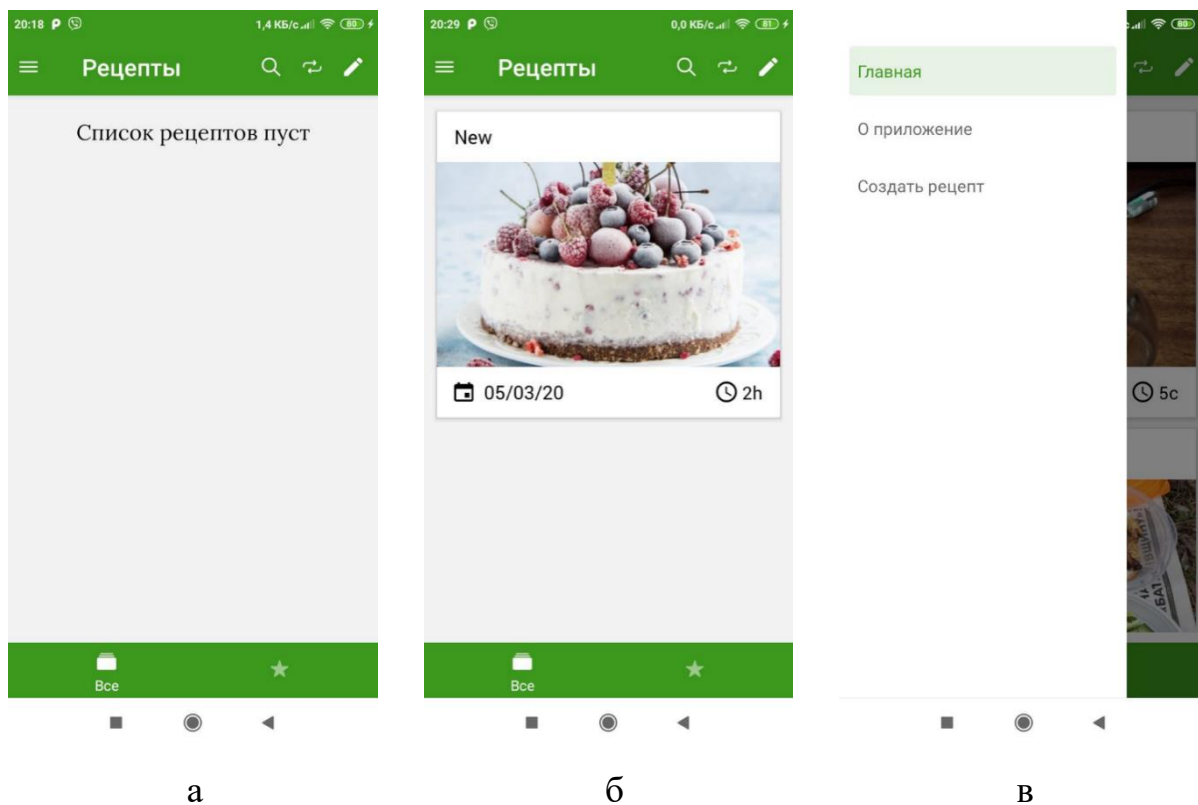 20:18 1,4 КБ/с 80
Рецепты
Список рецептов пуст
Все
а
20:29 0,0 КБ/с 81
Рецепты
New
05/03/20 2h
Все
б
80
Главная
О приложение
Создать рецепт
5с
в